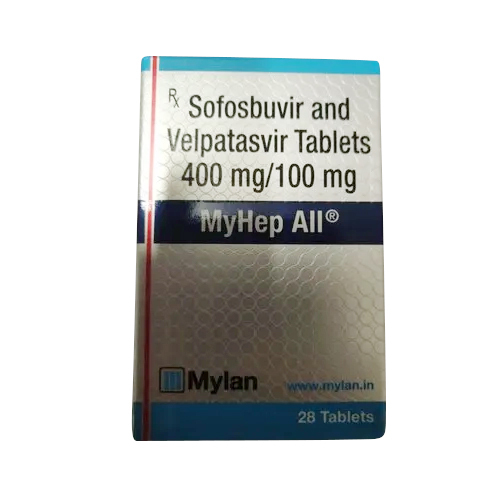 Rx Sofosbuvir and
Velpatasvir Tablets
400 mg/100 mg
MyHep All®
Mylan
www.mylan.in
28 Tablets